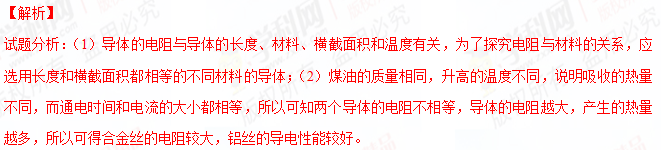 【解析】
试题分析：（1）导体的电阻与导体的长度、材料、横截面积和温度有关，为了探究电阻与材料的关系，应
选用长度和横截面积都相等的不同材料的导体；（2）煤油的质量相同，升高的温度不同，说明吸收的热量
不同，而通电时间和电流的大小都相等，所以可知两个导体的电阻不相等，导体的电阻越大，产生的热量
越多，所以可得合金丝的电阻较大，铝丝的导电性能较好。